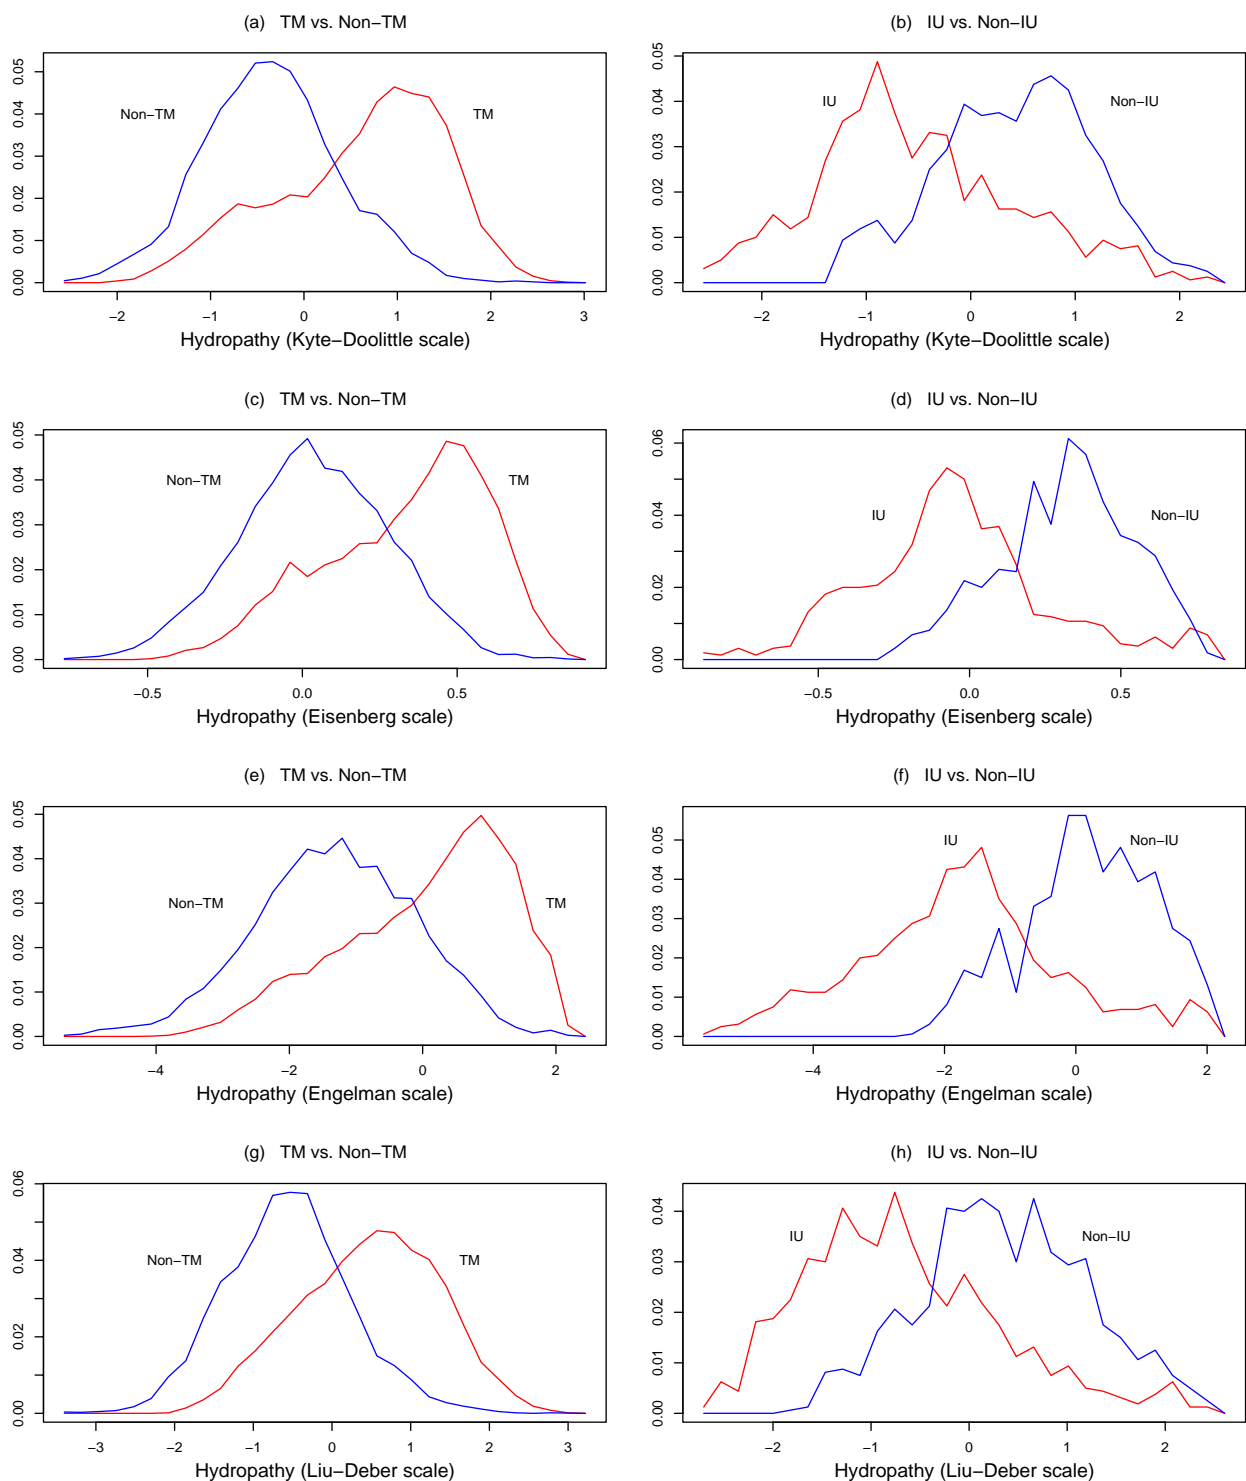 (a) TM vs. Non−TM
0.00 0.01 0.02 0.03 0.04 0.05
Non−TM
TM
−2 −1 0 1 2 3
Hydropathy (Kyte−Doolittle scale)
(b) IU vs. Non−IU
0.00 0.01 0.02 0.03 0.04 0.05
IU
Non−IU
−2 −1 0 1 2
Hydropathy (Kyte−Doolittle scale)
(c) TM vs. Non−TM
0.00 0.01 0.02 0.03 0.04 0.05
Non−TM
TM
−0.5 0.0 0.5
Hydropathy (Eisenberg scale)
(d) IU vs. Non−IU
0.00 0.02 0.04 0.06
IU
Non−IU
−0.5 0.0 0.5
Hydropathy (Eisenberg scale)
(e) TM vs. Non−TM
0.00 0.01 0.02 0.03 0.04 0.05
Non−TM
TM
−4 −2 0 2
Hydropathy (Engelman scale)
(f) IU vs. Non−IU
0.00 0.01 0.02 0.03 0.04 0.05
IU
Non−IU
−4 −2 0 2
Hydropathy (Engelman scale)
(g) TM vs. Non−TM
0.00 0.02 0.04 0.06
Non−TM
TM
−3 −2 −1 0 1 2 3
Hydropathy (Liu−Deber scale)
(h) IU vs. Non−IU
0.00 0.01 0.02 0.03 0.04
IU
Non−IU
−2 −1 0 1 2
Hydropathy (Liu−Deber scale)